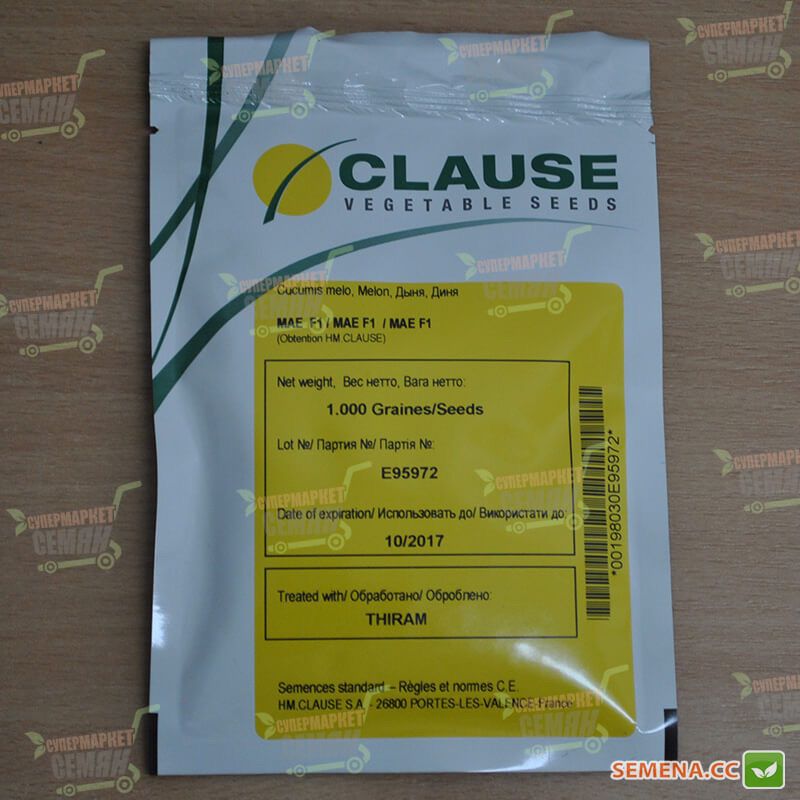 CLAUSE
VEGETABLE SEEDS
Cucumis melo, Melon, Дыня, Диня
MAE F1 / MAE F1 / MAE F1
(Obtention HM.CLAUSE)
Net weight, Вес нетто, Вага нетто:
1.000 Graines/Seeds
Lot №/ Партия №/ Партія №:
E95972
Date of expiration/ Использовать до/ Використати до:
10/2017
Treated with/ Обработано/ Оброблено:
THIRAM
Semences standard – Règles et normes C.E.
HM.CLAUSE S.A. - 26800 PORTES-LES-VALENCE-France
*00198030E95972*
СУПЕРМАРКЕТ
СЕМЯН
SEMENA.CC